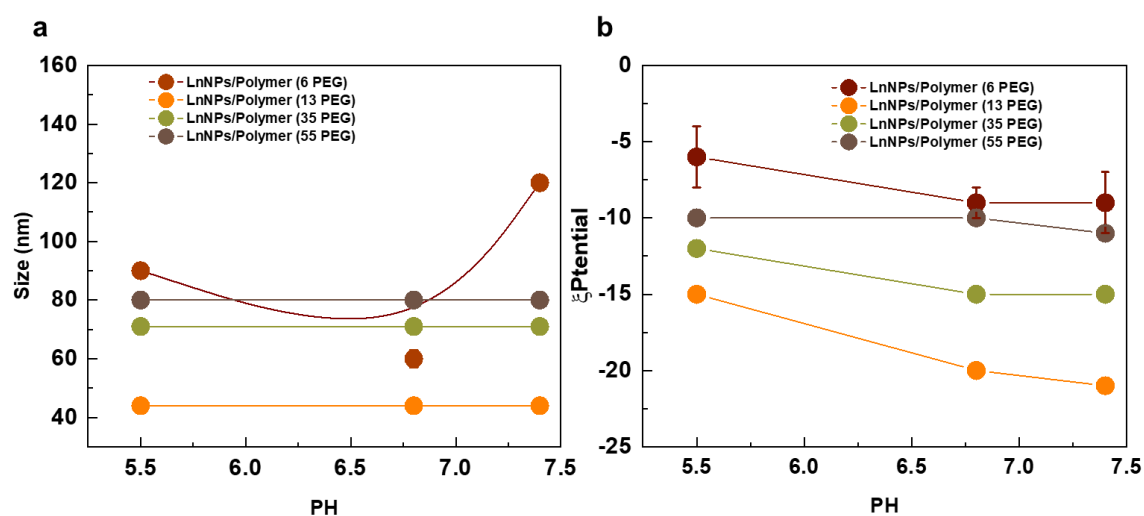 a
160
140
120
100
80
60
40
Size (nm)
LnNPs/Polymer (6 PEG)
LnNPs/Polymer (13 PEG)
LnNPs/Polymer (35 PEG)
LnNPs/Polymer (55 PEG)
5.5 6.0 6.5 7.0 7.5
PH
b
0
-5
-10
-15
-20
-25
ξPtential
LnNPs/Polymer (6 PEG)
LnNPs/Polymer (13 PEG)
LnNPs/Polymer (35 PEG)
LnNPs/Polymer (55 PEG)
5.5 6.0 6.5 7.0 7.5
PH